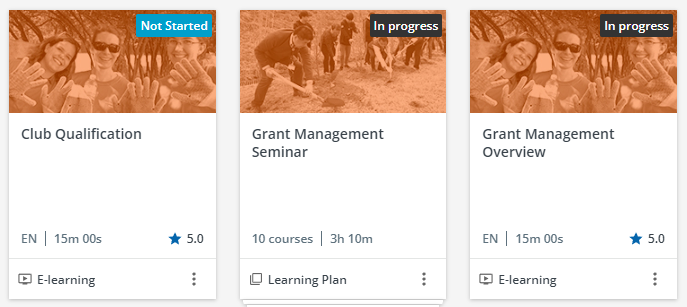 Not Started
Club Qualification
EN | 15m 00s
5.0
E-learning
In progress
Grant Management
Seminar
10 courses | 3h 10m
Learning Plan
In progress
Grant Management
Overview
EN | 15m 00s
5.0
E-learning